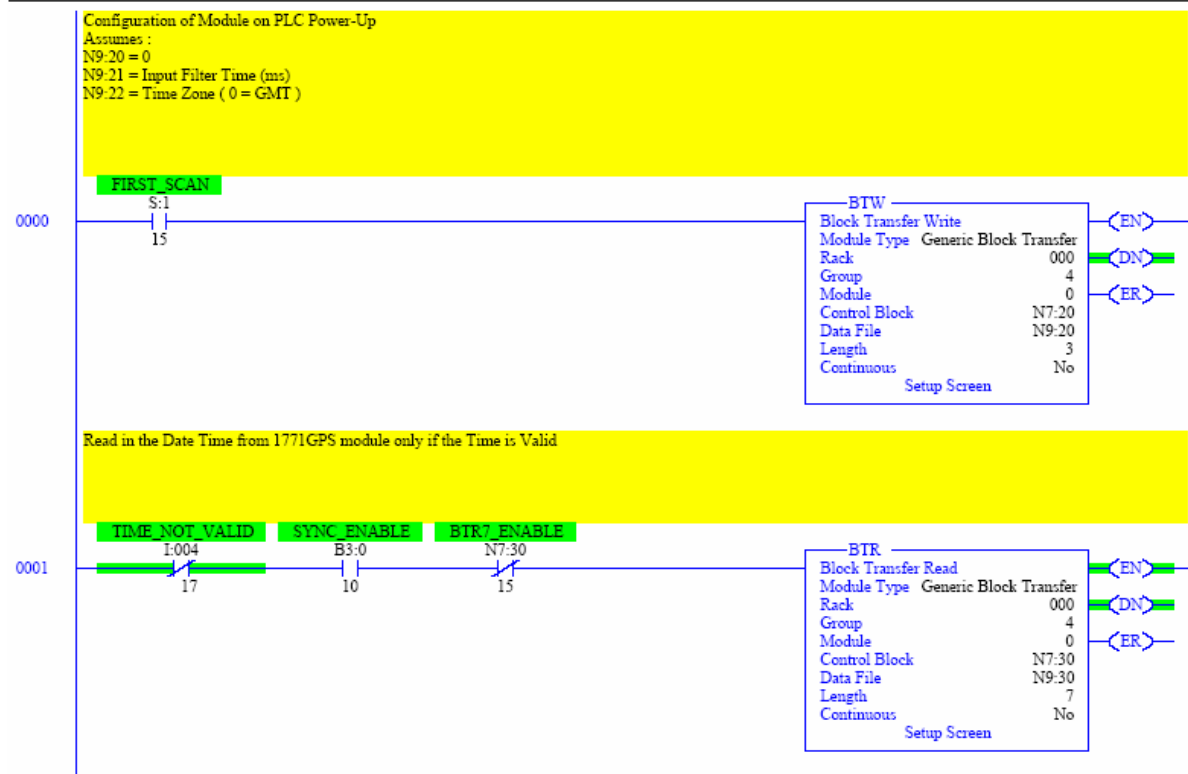 Configuration of Module on PLC Power-Up
Assumes :
N9:20 = 0
N9:21 = Input Filter Time (ms)
N9:22 = Time Zone ( 0 = GMT )
FIRST_SCAN
S:1
0000
15
BTW
Block Transfer Write
Module Type Generic Block Transfer
Rack 000
Group 4
Module 0
Control Block N7:20
Data File N9:20
Length 3
Continuous No
Setup Screen
EN
DN
ER
Read in the Date Time from 1771GPS module only if the Time is Valid
TIME_NOT_VALID SYNC_ENABLE BTR7_ENABLE
I:004 B3:0 N7:30
0001
17 10 15
BTR
Block Transfer Read
Module Type Generic Block Transfer
Rack 000
Group 4
Module 0
Control Block N7:30
Data File N9:30
Length 7
Continuous No
Setup Screen
EN
DN
ER